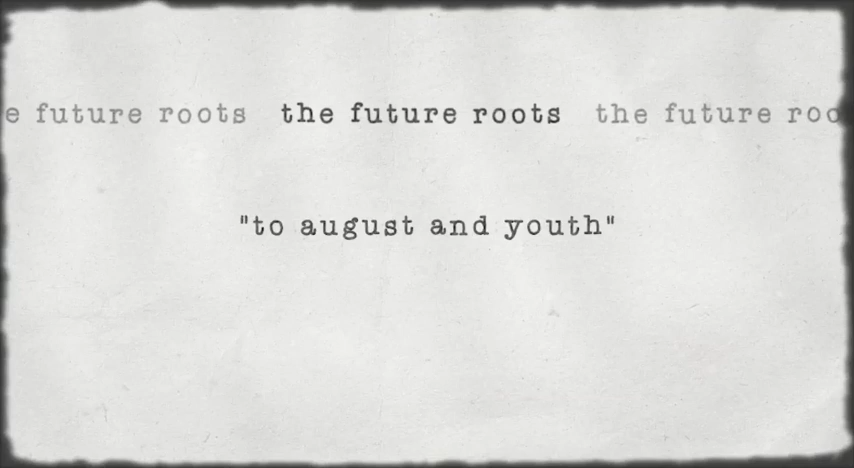 e future roots the future roots the future roo
"to august and youth"